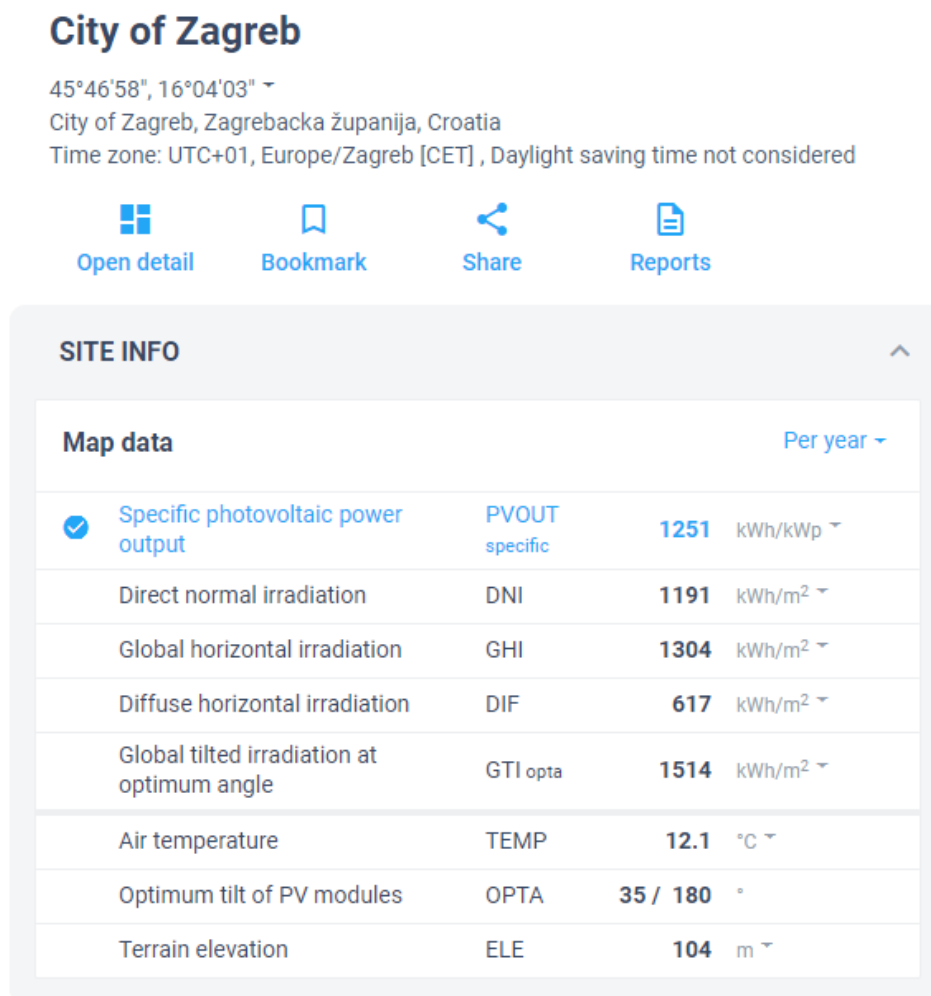 City of Zagreb
45°46'58", 16°04'03"
City of Zagreb, Zagrebacka županija, Croatia
Time zone: UTC+01, Europe/Zagreb [CET] , Daylight saving time not considered
Open detail Bookmark Share Reports
SITE INFO
Map data Per year
Specific photovoltaic power output PVOUT specific 1251 kWh/kWp
Direct normal irradiation DNI 1191 kWh/m²
Global horizontal irradiation GHI 1304 kWh/m²
Diffuse horizontal irradiation DIF 617 kWh/m²
Global tilted irradiation at optimum angle GTI opta 1514 kWh/m²
Air temperature TEMP 12.1 °C
Optimum tilt of PV modules OPTA 35 / 180 °
Terrain elevation ELE 104 m